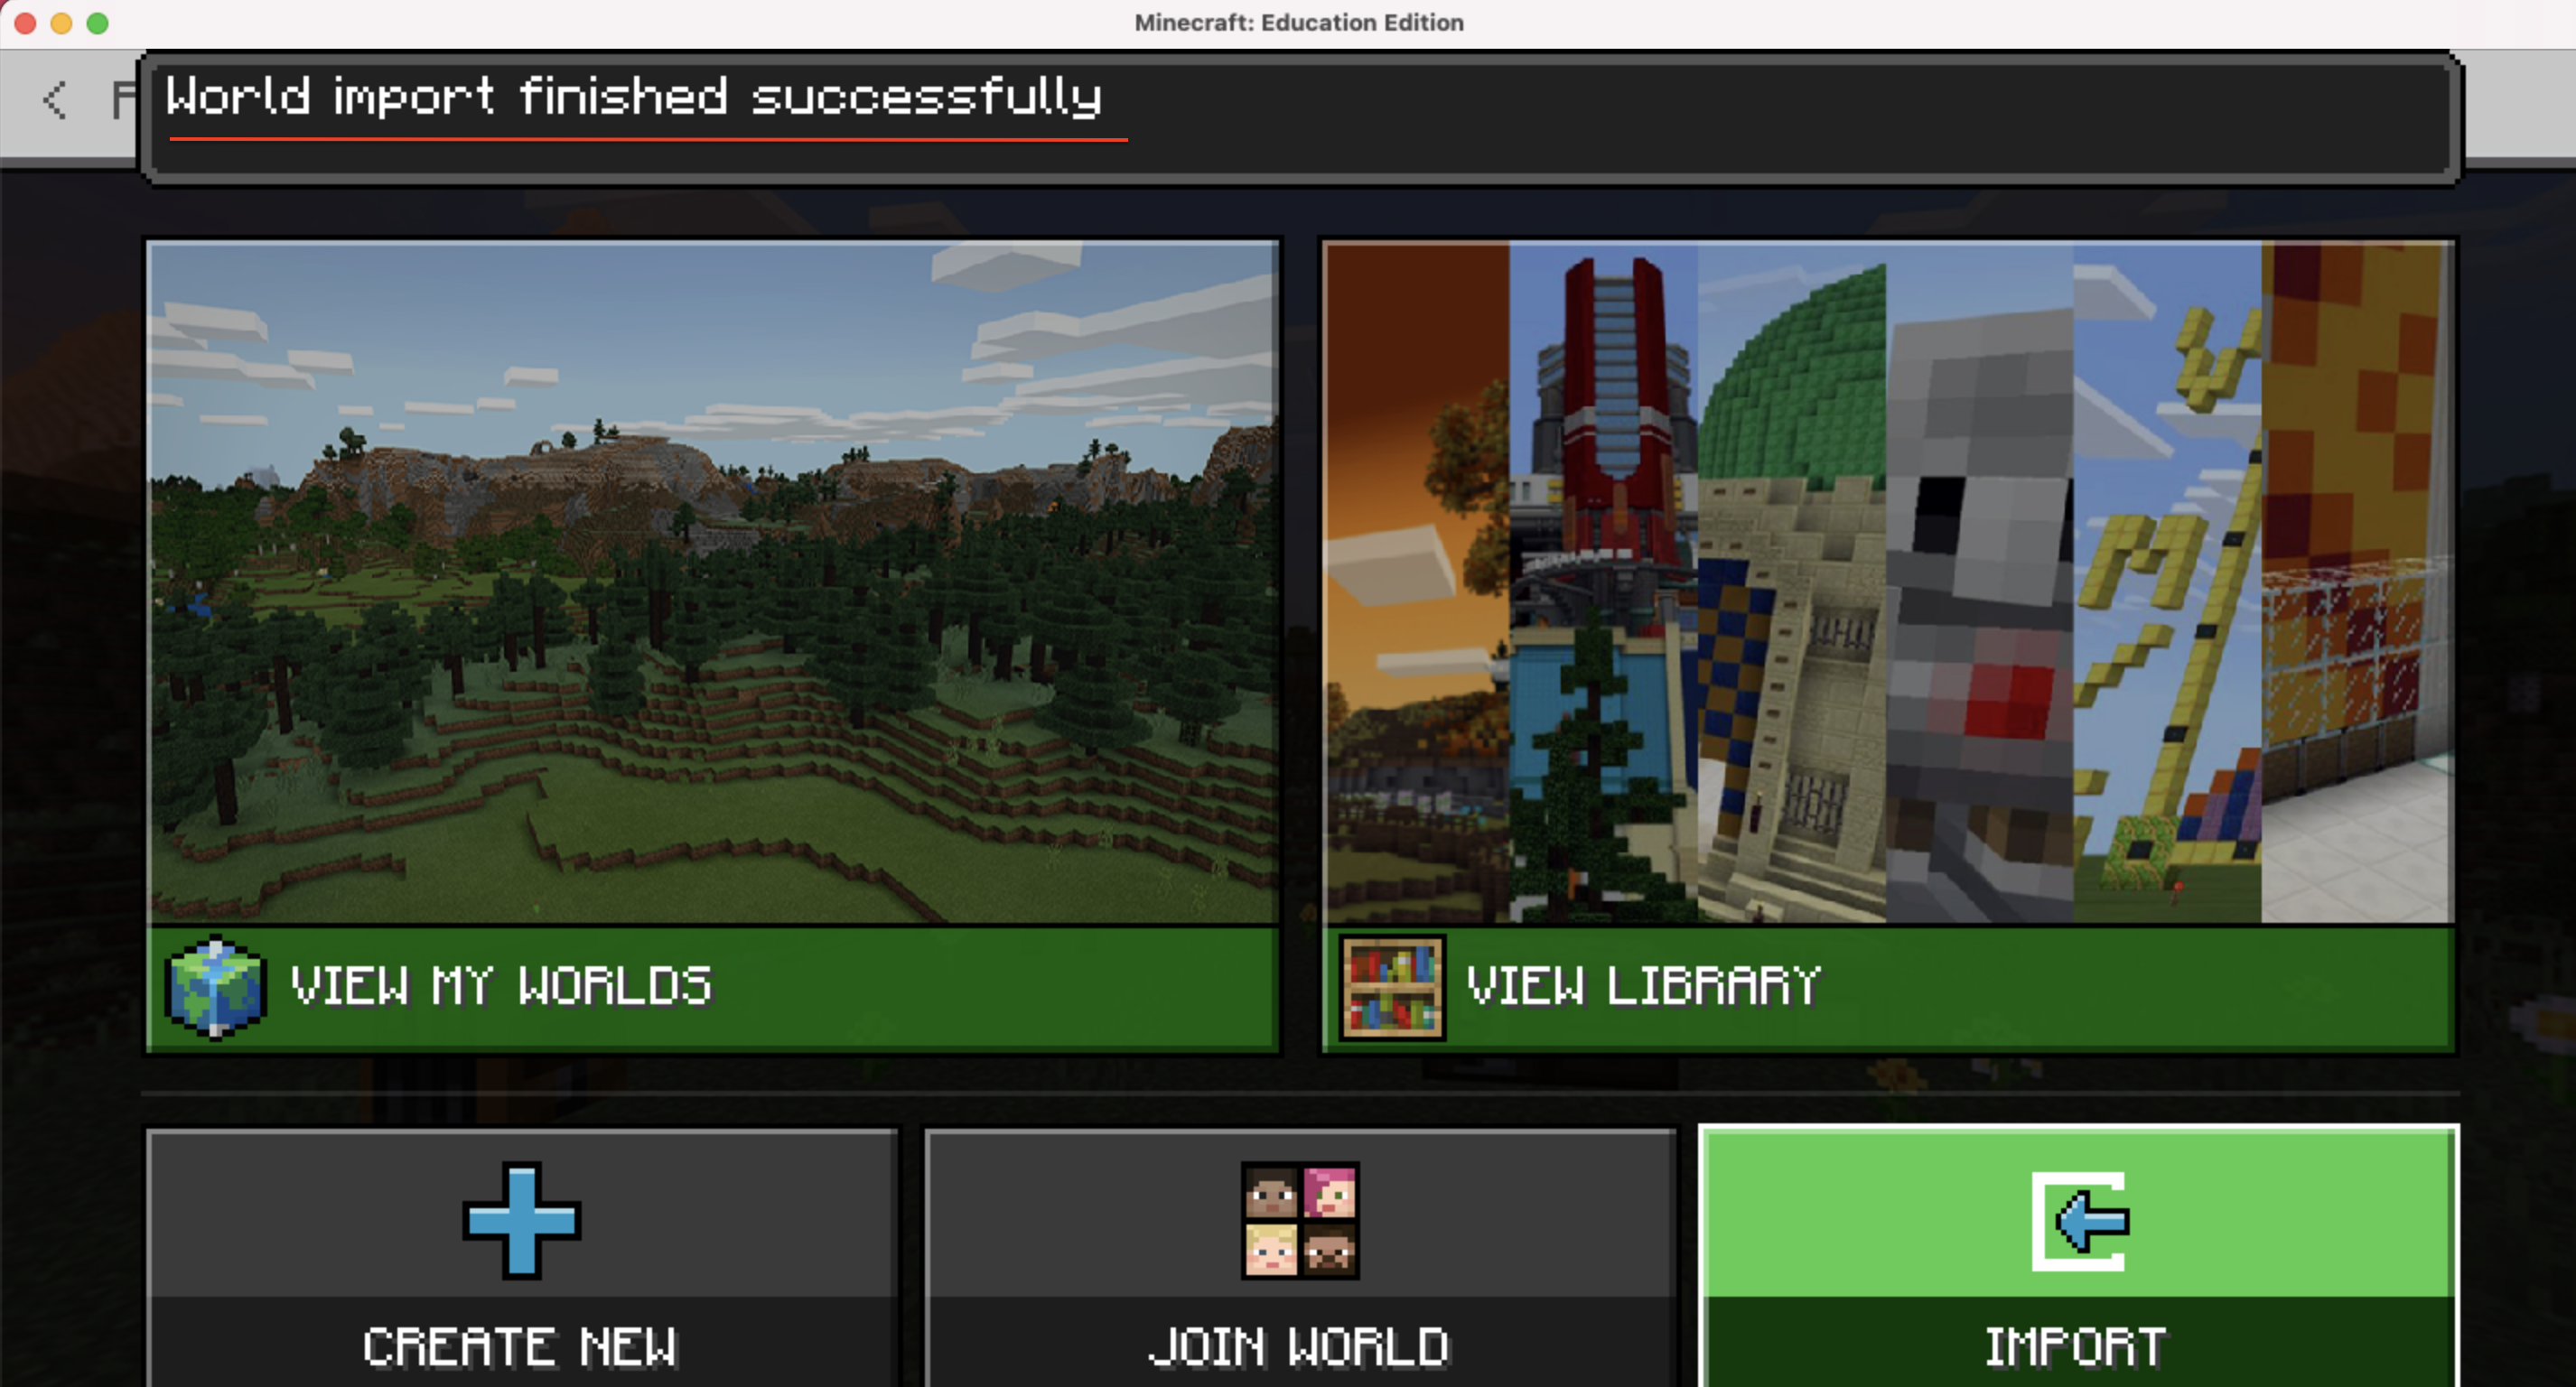 Minecraft: Education Edition
World import finished successfully
VIEW MY WORLDS
VIEW LIBRARY
CREATE NEW
JOIN WORLD
IMPORT